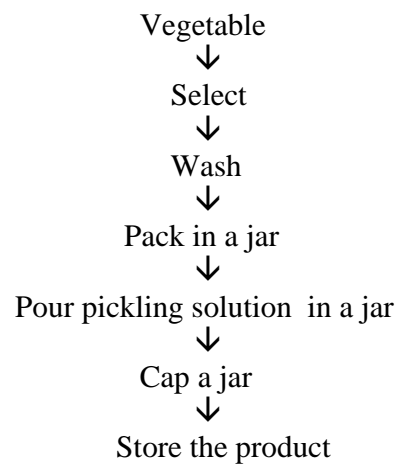 Vegetable
↓
Select
↓
Wash
↓
Pack in a jar
↓
Pour pickling solution  in a jar
↓
Cap a jar
↓
Store the product